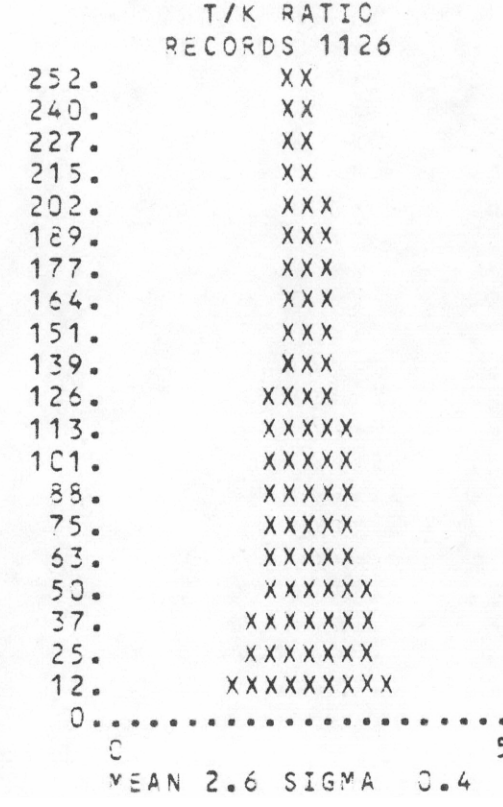 T/K RATIO
RECORDS 1126
252. XX
240. XX
227. XX
215. XX
202. XXX
189. XXX
177. XXX
164. XXX
151. XXX
139. XXX
126. XXXX
113. XXXXX
101. XXXXX
88. XXXXX
75. XXXXX
63. XXXXX
50. XXXXXX
37. XXXXXXX
25. XXXXXXX
12. XXXXXXXXX
0.....................
0 5
MEAN 2.6 SIGMA 0.4